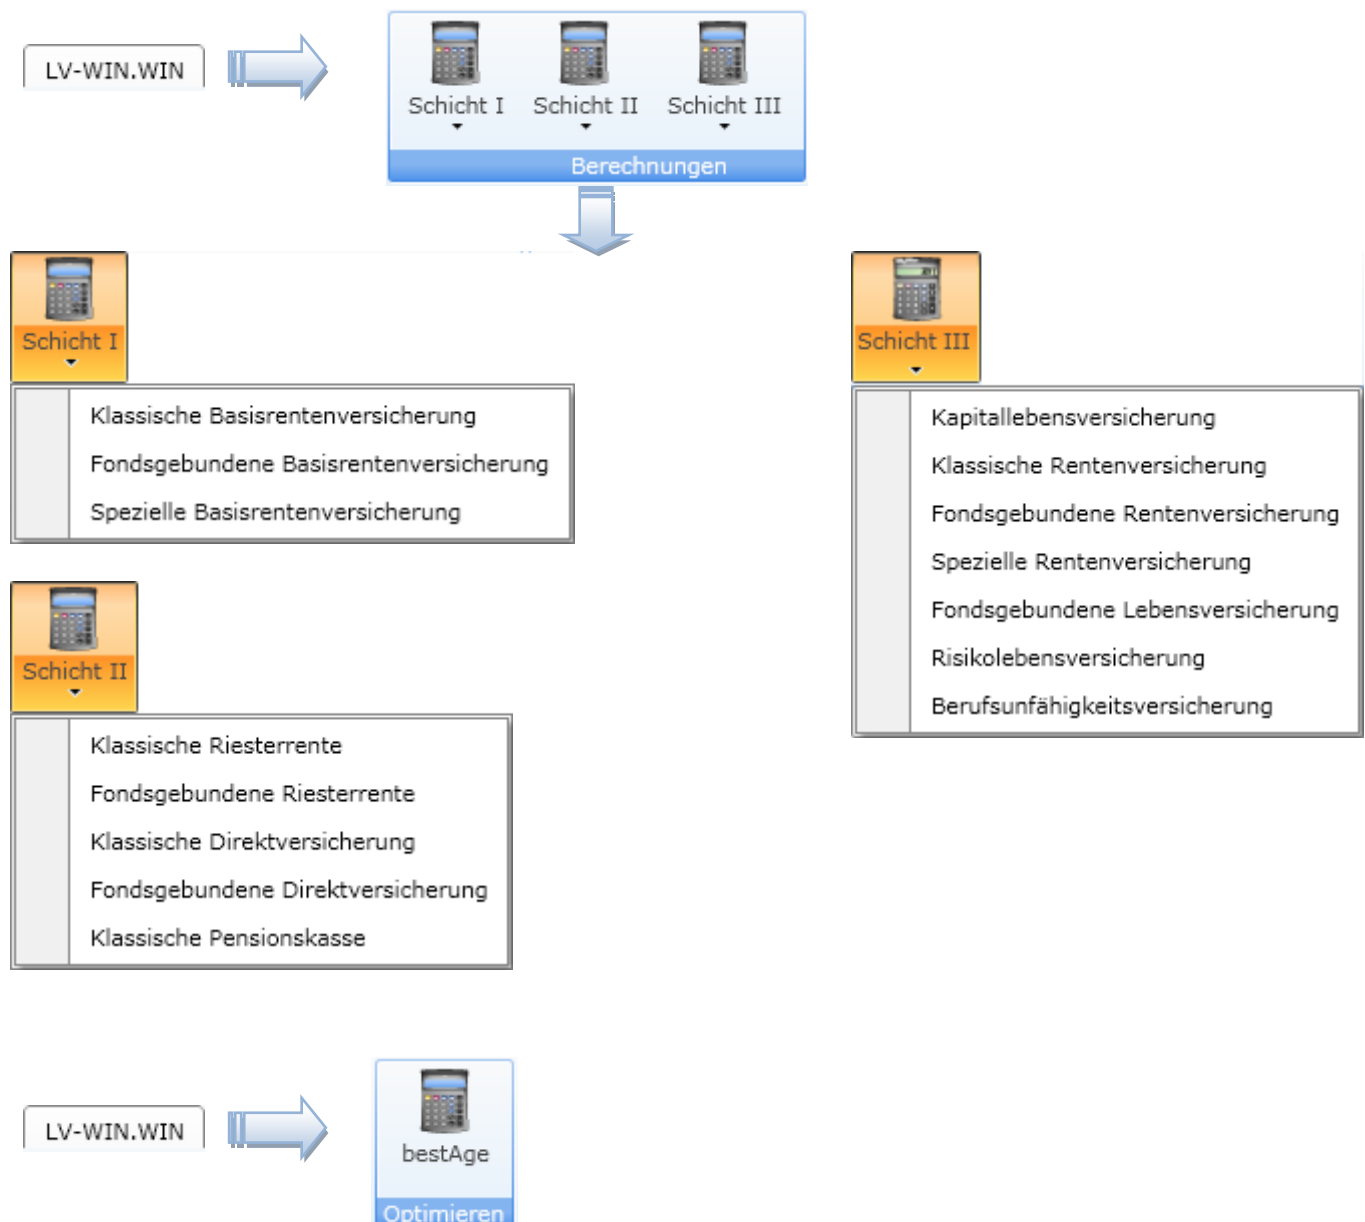 LV-WIN.WIN
Schicht I
Schicht II
Schicht III
Berechnungen
Schicht I
Klassische Basisrentenversicherung
Fondsgebundene Basisrentenversicherung
Spezielle Basisrentenversicherung
Schicht II
Klassische Riesterrente
Fondsgebundene Riesterrente
Klassische Direktversicherung
Fondsgebundene Direktversicherung
Klassische Pensionskasse
Schicht III
Kapitallebensversicherung
Klassische Rentenversicherung
Fondsgebundene Rentenversicherung
Spezielle Rentenversicherung
Fondsgebundene Lebensversicherung
Risikolebensversicherung
Berufsunfähigkeitsversicherung
LV-WIN.WIN
bestAge
Optimieren